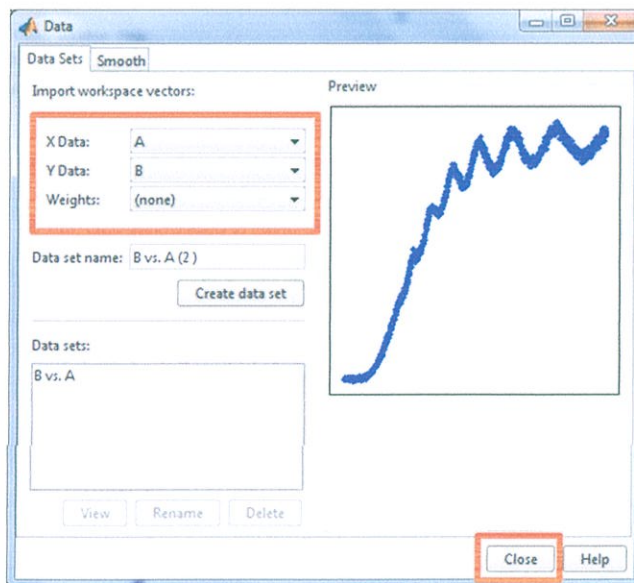 Data
Data Sets Smooth
Import workspace vectors:
Preview
X Data: A
Y Data: B
Weights: (none)
Data set name: B vs. A (2)
Create data set
Data sets:
B vs. A
View Rename Delete
Close Help